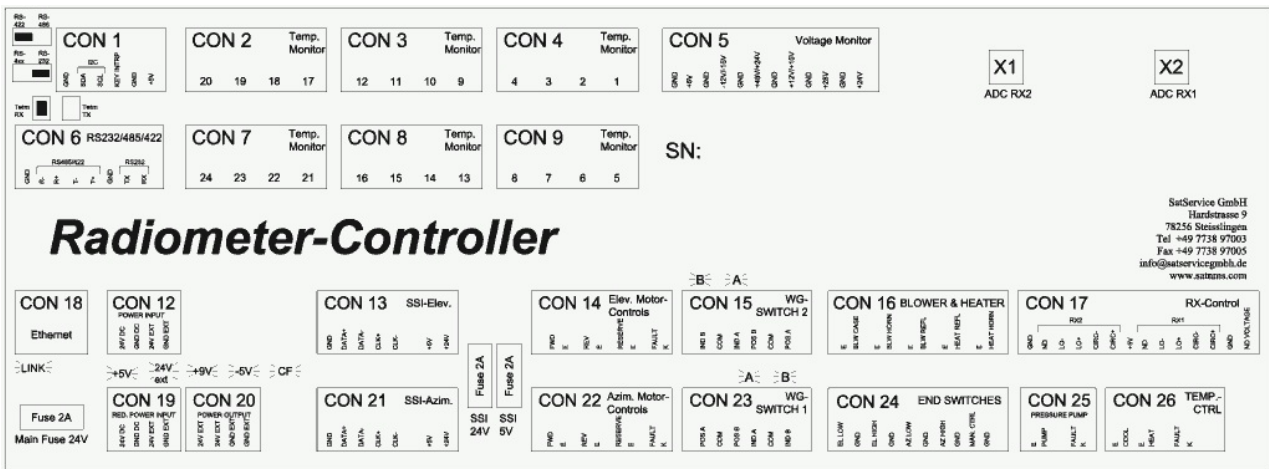 RS-422 RS-485
RS-4xx RS-232
CON 1
I2C
GND SDA SCL KEY INTRP GND +5V
CON 2 Temp. Monitor
20 19 18 17
CON 3 Temp. Monitor
12 11 10 9
CON 4 Temp. Monitor
4 3 2 1
CON 5 Voltage Monitor
GND +5V GND -12V/-15V GND +48V/+24V GND +12V/+15V GND +28V GND +24V
X1
ADC RX2
X2
ADC RX1
Term RX
Term TX
CON 6 RS232/485/422
RS485/422 RS232
GND R- R+ T- T+ GND TX RX
CON 7 Temp. Monitor
24 23 22 21
CON 8 Temp. Monitor
16 15 14 13
CON 9 Temp. Monitor
8 7 6 5
SN:
SatService GmbH
Hardstrasse 9
78256 Steisslingen
Tel +49 7738 97003
Fax +49 7738 97005
info@satservicegmbh.de
www.satnms.com
Radiometer-Controller
CON 18
Ethernet
LINK
CON 12
POWER INPUT
24V DC GND DC 24V EXT GND EXT
CON 13 SSI-Elev.
GND DATA+ DATA- CLK+ CLK- +5V +24V
CON 14 Elev. Motor-Controls
FWD E REV E RESERVE E FAULT K
B A
CON 15 WG-SWITCH 2
IND B COM IND A POS B COM POS A
CON 16 BLOWER & HEATER
E BLW CASE E BLW HORN E BLW REFL E HEAT REFL E HEAT HORN
CON 17 RX-Control
RX2 RX1
GND ND LO- LO+ CIRC- CIRC+ +9V ND LO- LO+ CIRC- CIRC+ GND ND VOLTAGE
+5V 24V ext +9V -5V CF
Fuse 2A
Main Fuse 24V
CON 19
RED. POWER INPUT
24V DC GND DC 24V EXT GND EXT
CON 20
POWER OUTPUT
24V EXT 24V EXT GND EXT GND EXT
CON 21 SSI-Azim.
GND DATA+ DATA- CLK+ CLK- +5V +24V
Fuse 2A
SSI 24V
Fuse 2A
SSI 5V
CON 22 Azim. Motor-Controls
FWD E REV E RESERVE E FAULT K
A B
CON 23 WG-SWITCH 1
POS A COM POS B IND A COM IND B
CON 24 END SWITCHES
EL LOW GND EL HIGH GND AZ LOW GND AZ HIGH GND MAN. CTRL GND
CON 25
PRESSURE PUMP
E PUMP FAULT K
CON 26 TEMP.-CTRL
E COOL E HEAT FAULT K